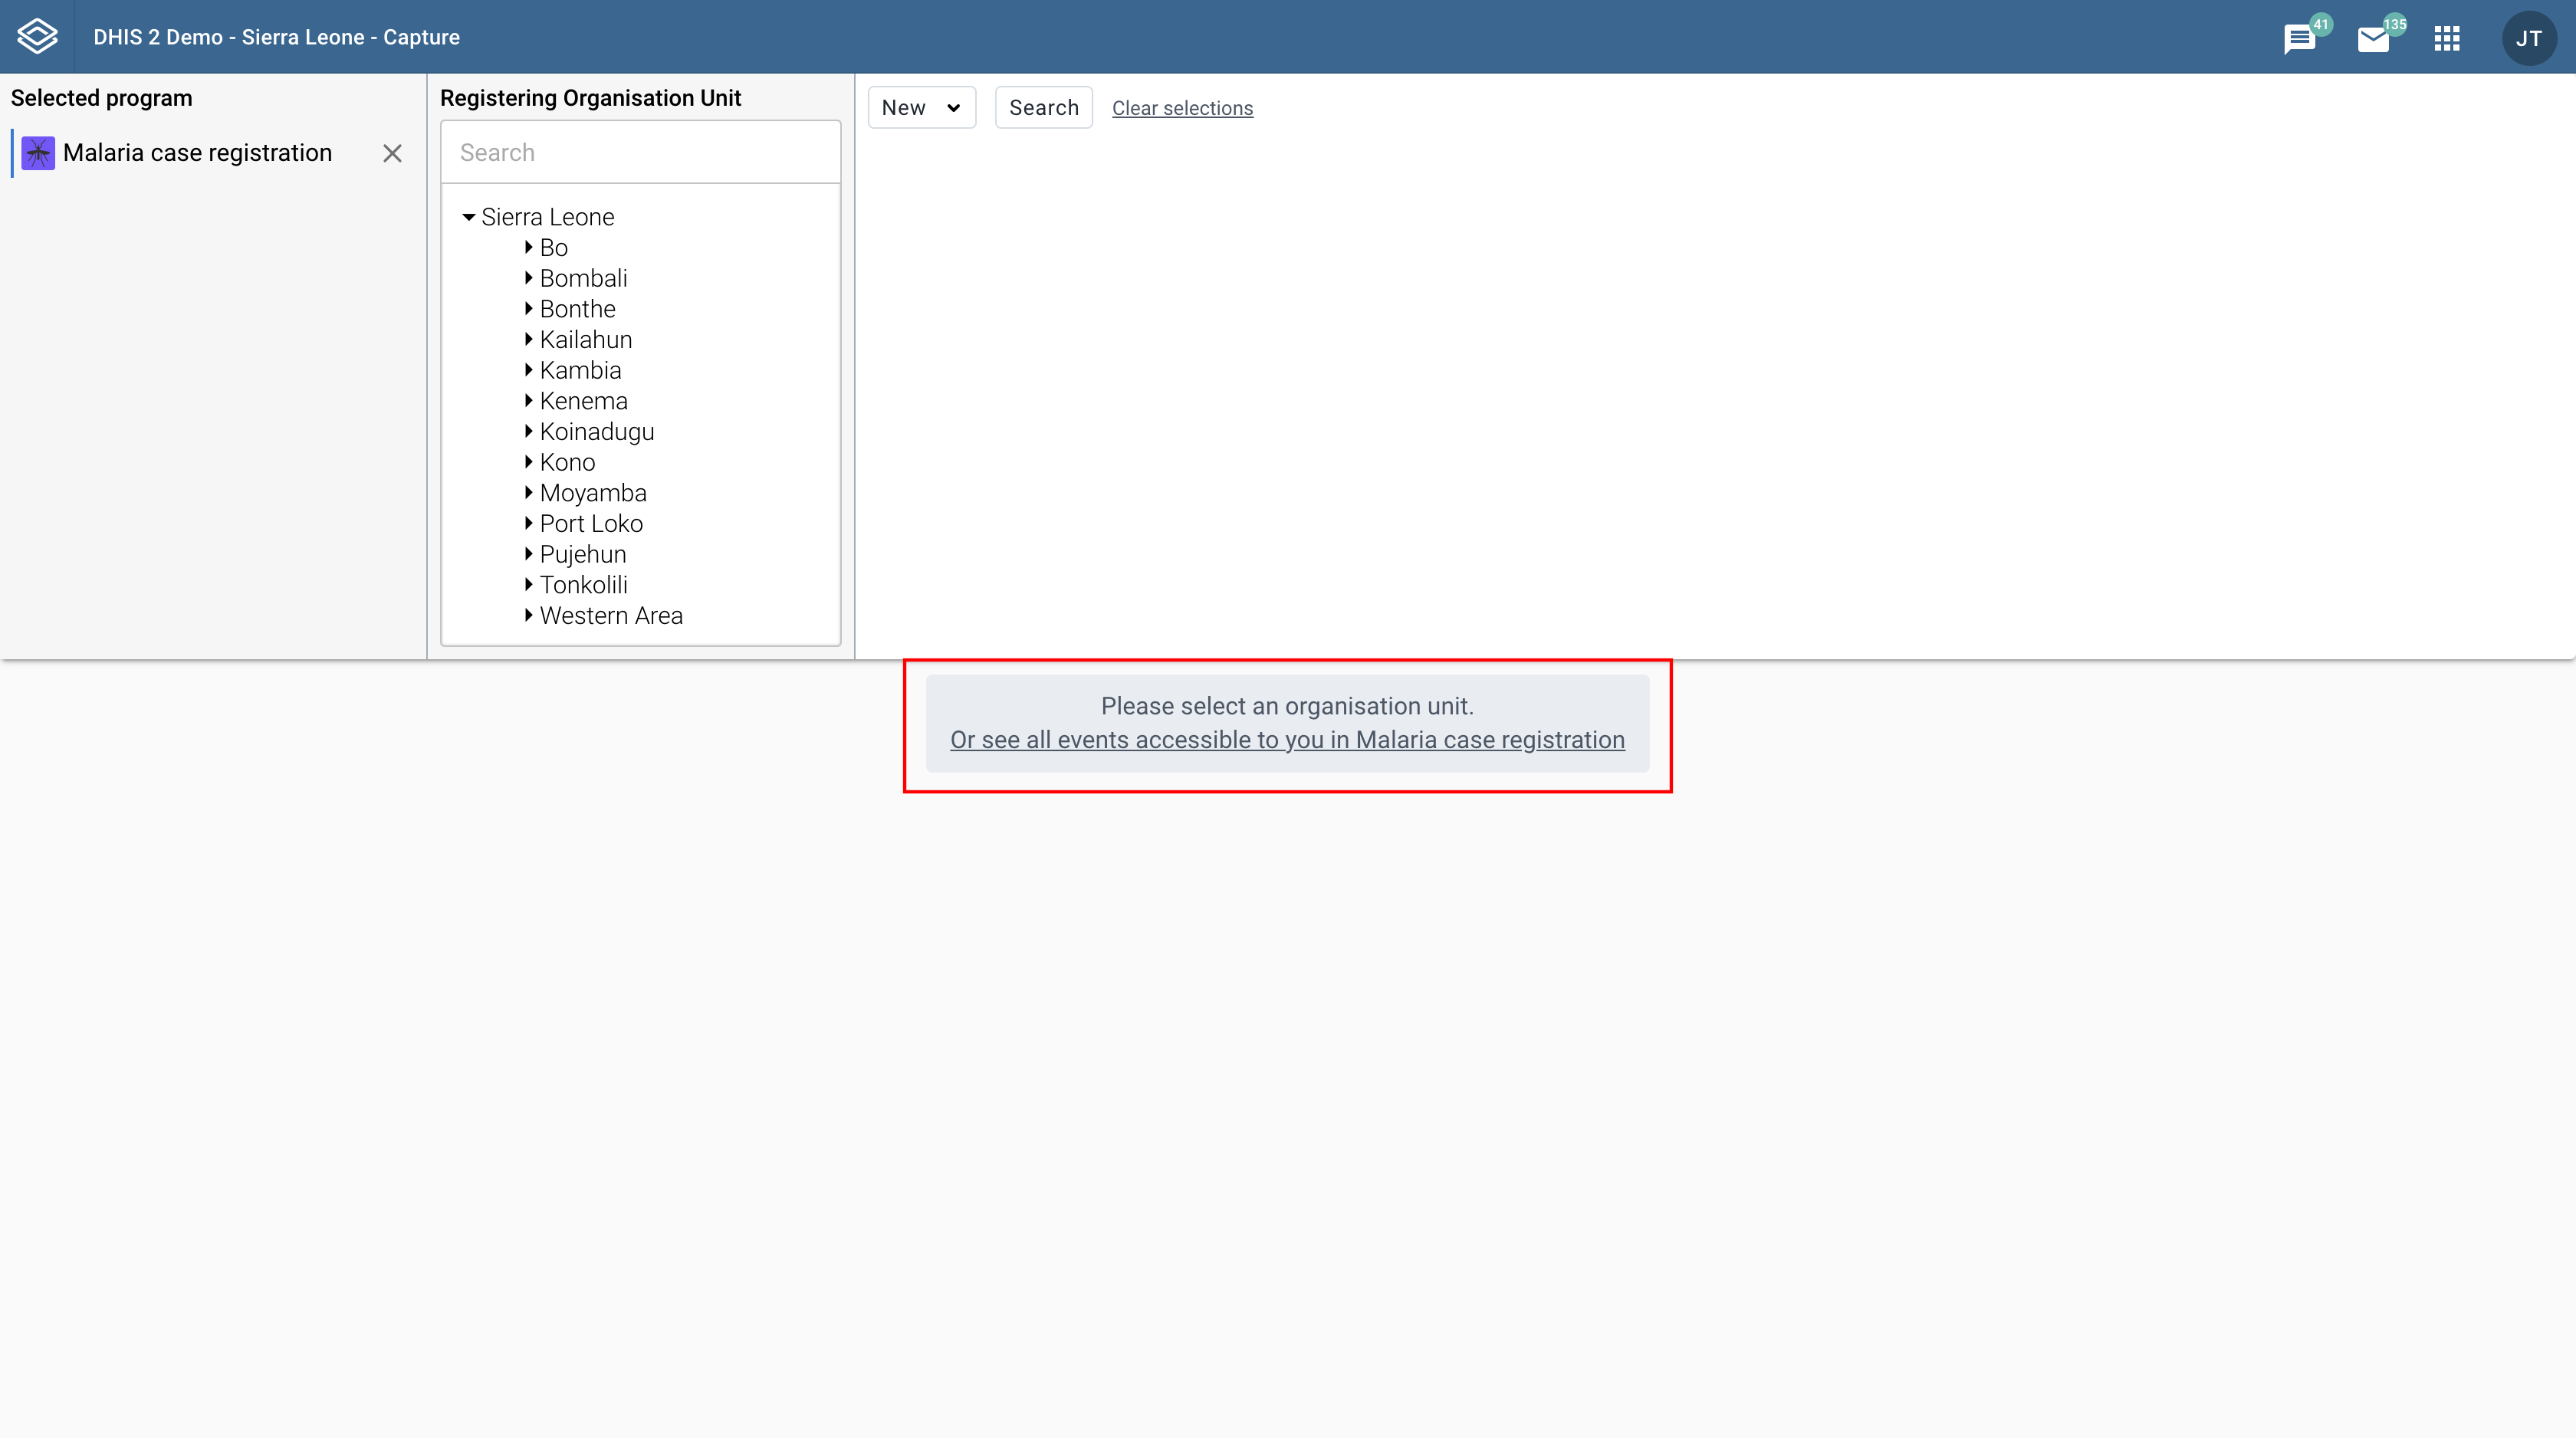 DHIS 2 Demo - Sierra Leone - Capture
41
135
JT
Selected program
Malaria case registration
Registering Organisation Unit
Search
Sierra Leone
Bo
Bombali
Bonthe
Kailahun
Kambia
Kenema
Koinadugu
Kono
Moyamba
Port Loko
Pujehun
Tonkolili
Western Area
New
Search
Clear selections
Please select an organisation unit.
Or see all events accessible to you in Malaria case registration